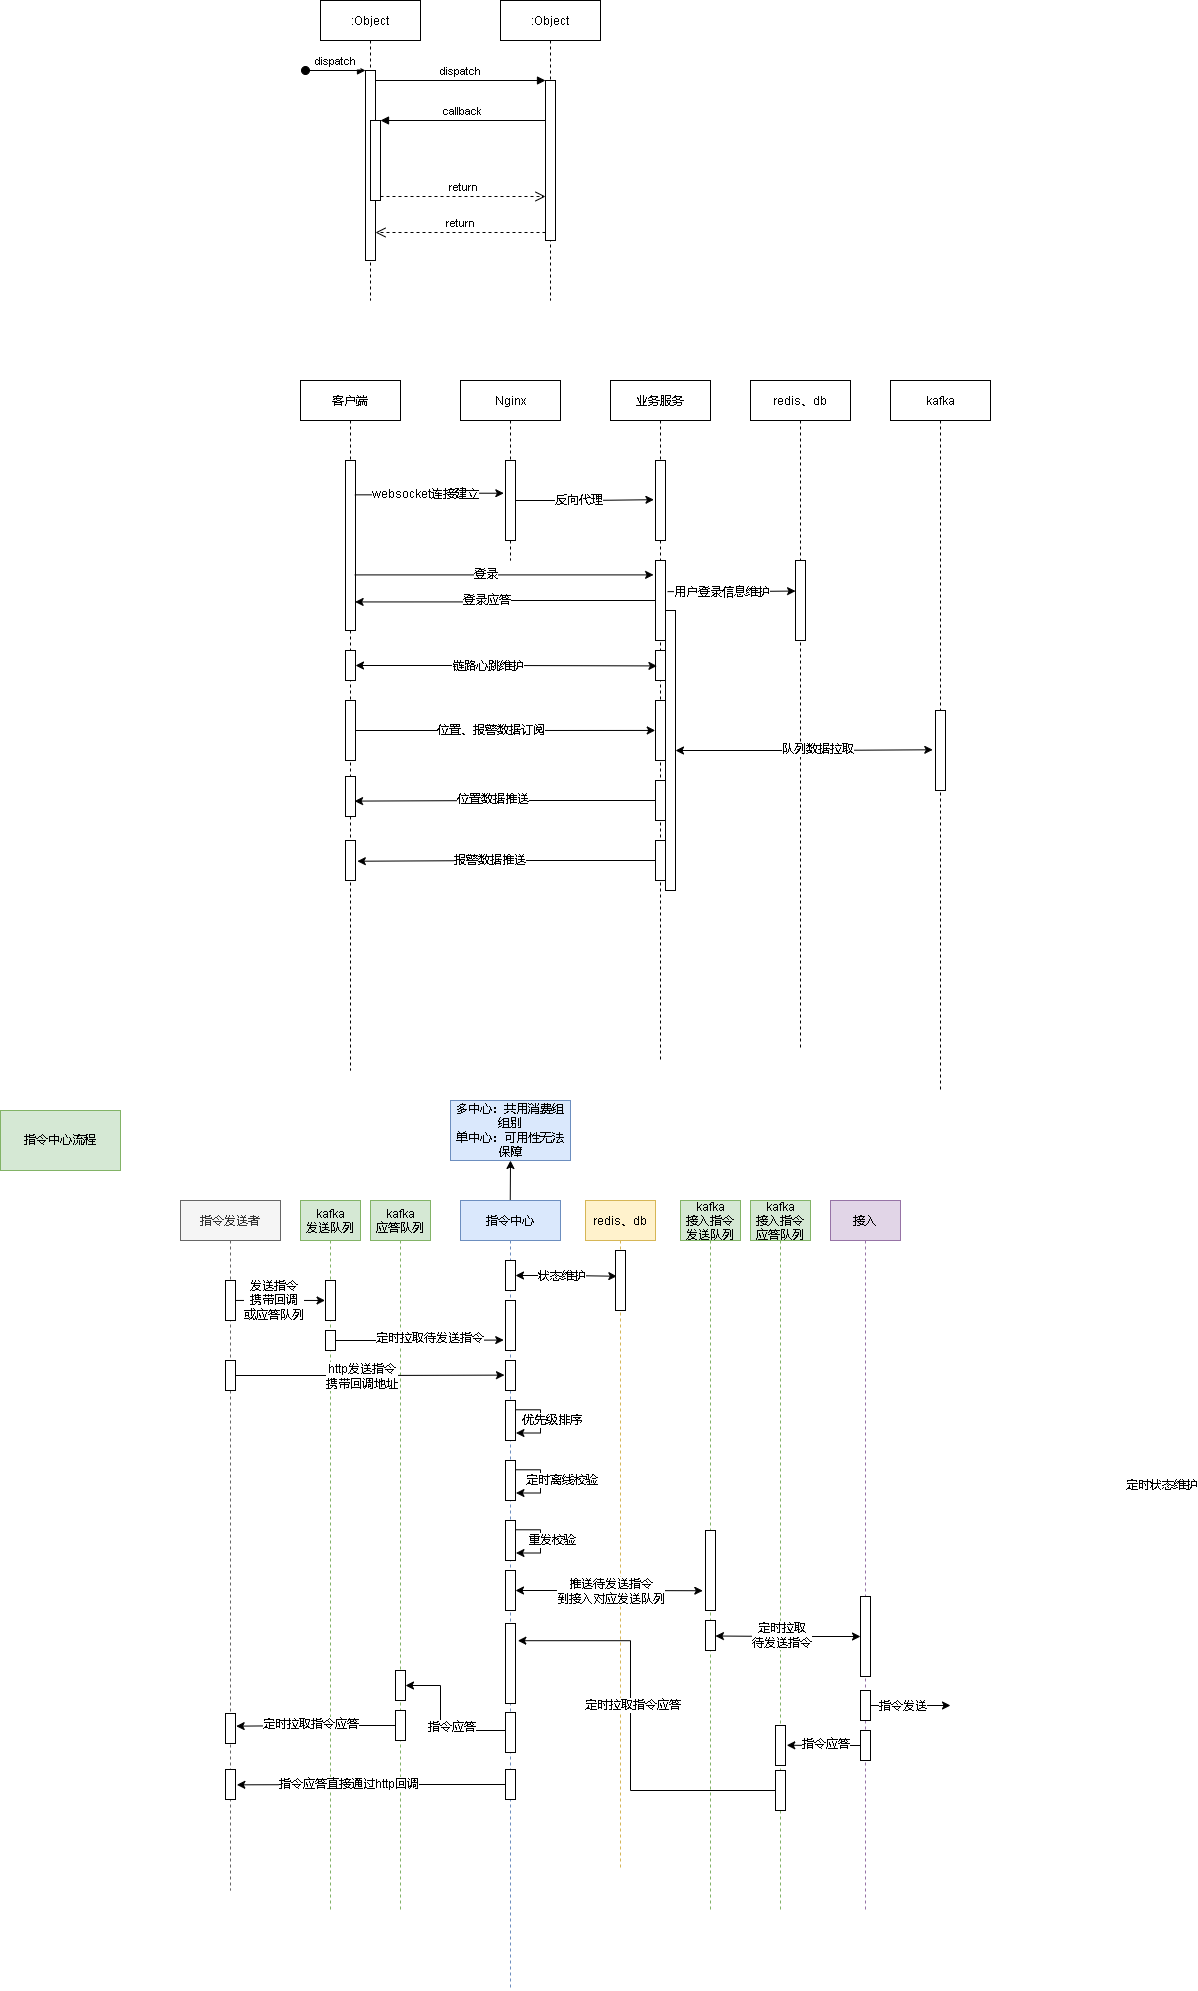 :Object
:Object
dispatch
dispatch
callback
return
return
客户端
Nginx
业务服务
redis、db
kafka
websocket连接建立
反向代理
登录
用户登录信息维护
登录应答
链路心跳维护
位置、报警数据订阅
队列数据拉取
位置数据推送
报警数据推送
指令中心流程
多中心：共用消费组
组别
单中心：可用性无法
保障
指令发送者
kafka
发送队列
kafka
应答队列
指令中心
redis、db
kafka
接入指令
发送队列
kafka
接入指令
应答队列
接入
状态维护
发送指令
携带回调
或应答队列
定时拉取待发送指令
http发送指令
携带回调地址
优先级排序
定时离线校验
定时状态维护
重发校验
推送待发送指令
到接入对应发送队列
定时拉取
待发送指令
定时拉取指令应答
指令发送
定时拉取指令应答
指令应答
指令应答
指令应答直接通过http回调